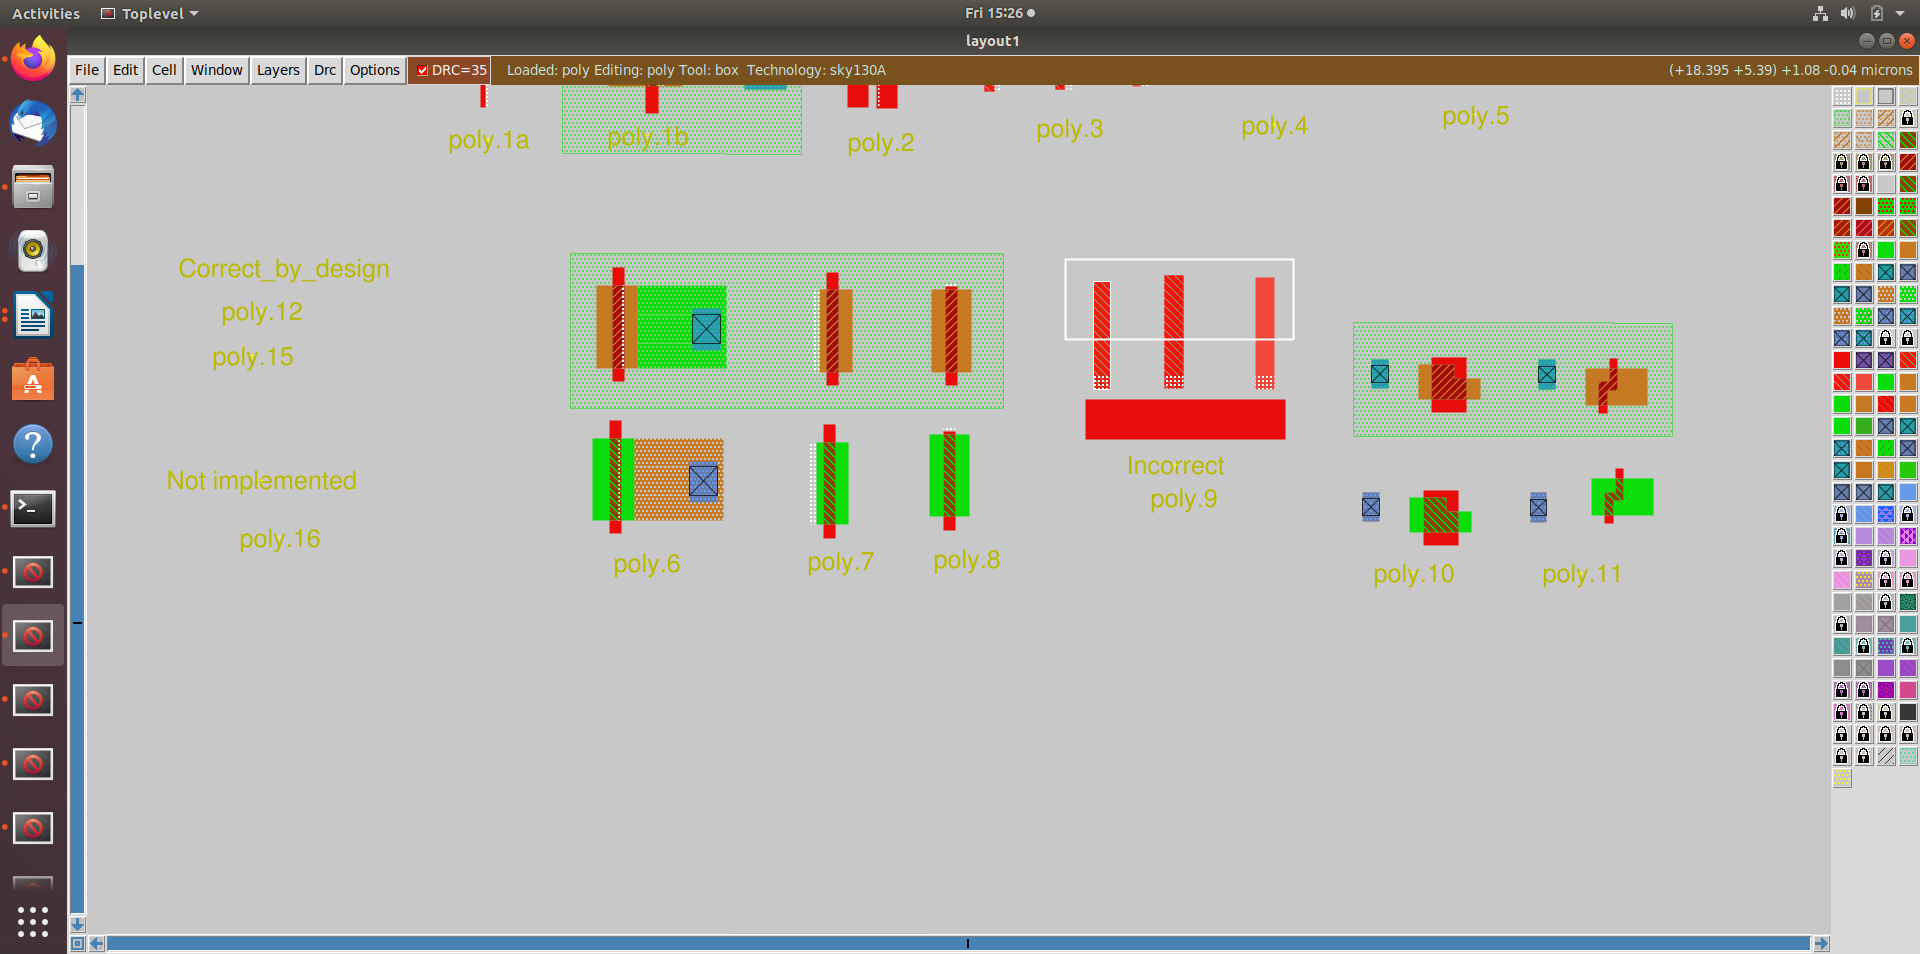 Activities
Toplevel
Fri 15:26
layout1
File Edit Cell Window Layers Drc Options DRC=35 Loaded: poly Editing: poly Tool: box Technology: sky130A (+18.395 +5.39) +1.08 -0.04 microns
poly.1a
poly.1b
poly.2
poly.3
poly.4
poly.5
Correct_by_design
poly.12
poly.15
Not implemented
poly.16
poly.6
poly.7
poly.8
Incorrect
poly.9
poly.10
poly.11